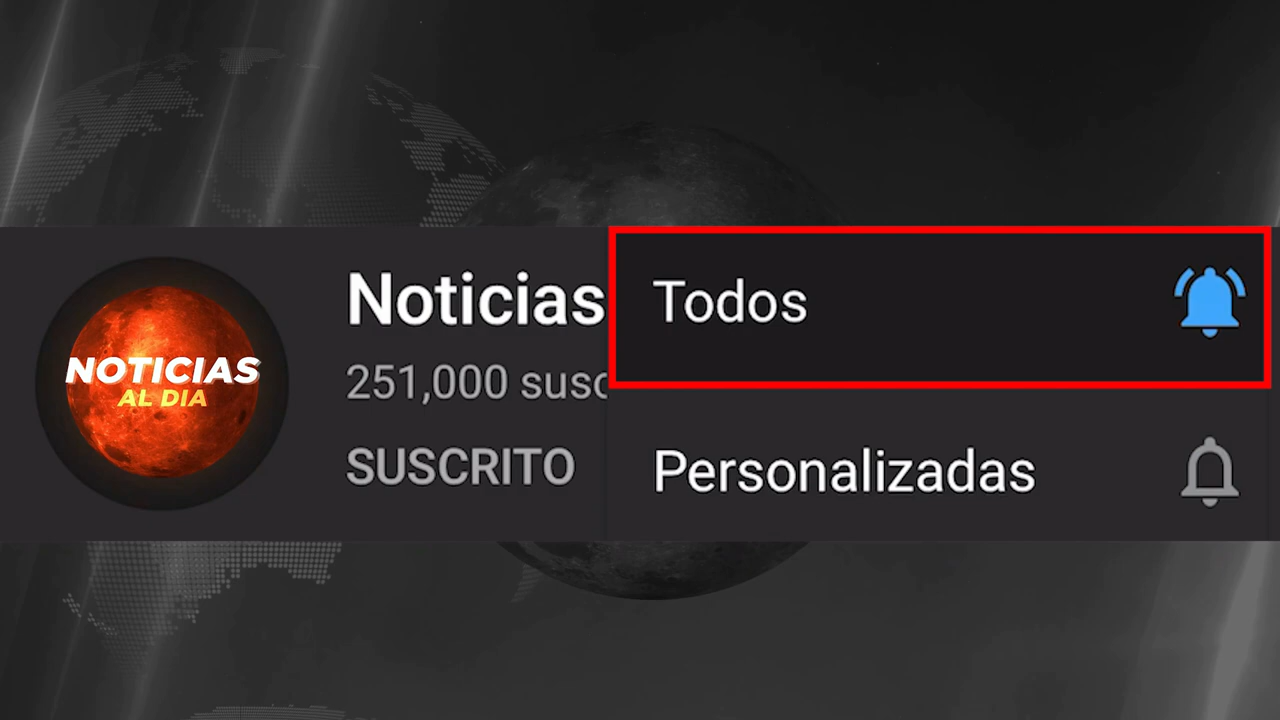 NOTICIAS
AL DIA
Noticias
251,000 susc
SUSCRITO
Todos
Personalizadas